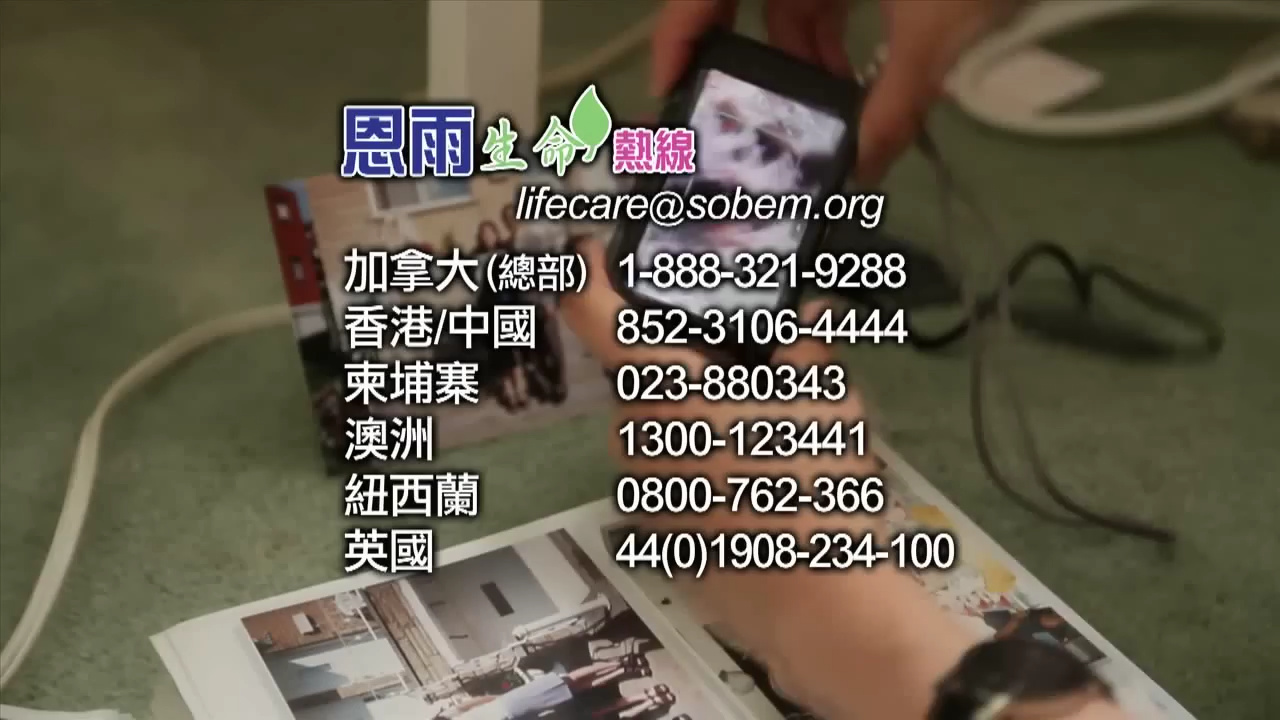 恩雨生命熱線
lifecare@sobem.org
加拿大(總部) 1-888-321-9288
香港/中國 852-3106-4444
柬埔寨 023-880343
澳洲 1300-123441
紐西蘭 0800-762-366
英國 44(0)1908-234-100